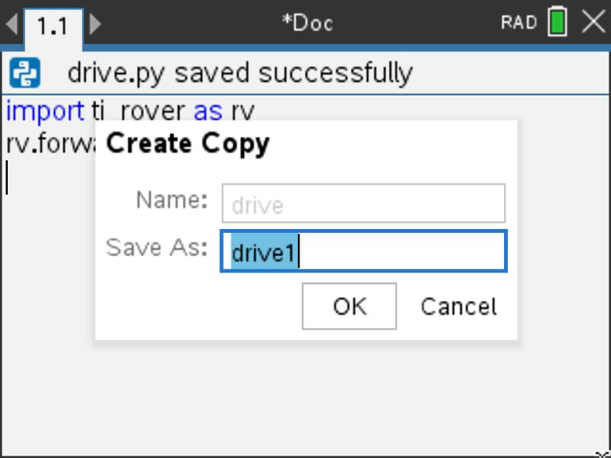 1.1 *Doc RAD
drive.py saved successfully
import ti_rover as rv
rv.forwa
Create Copy
Name: drive
Save As: drive1
OK Cancel